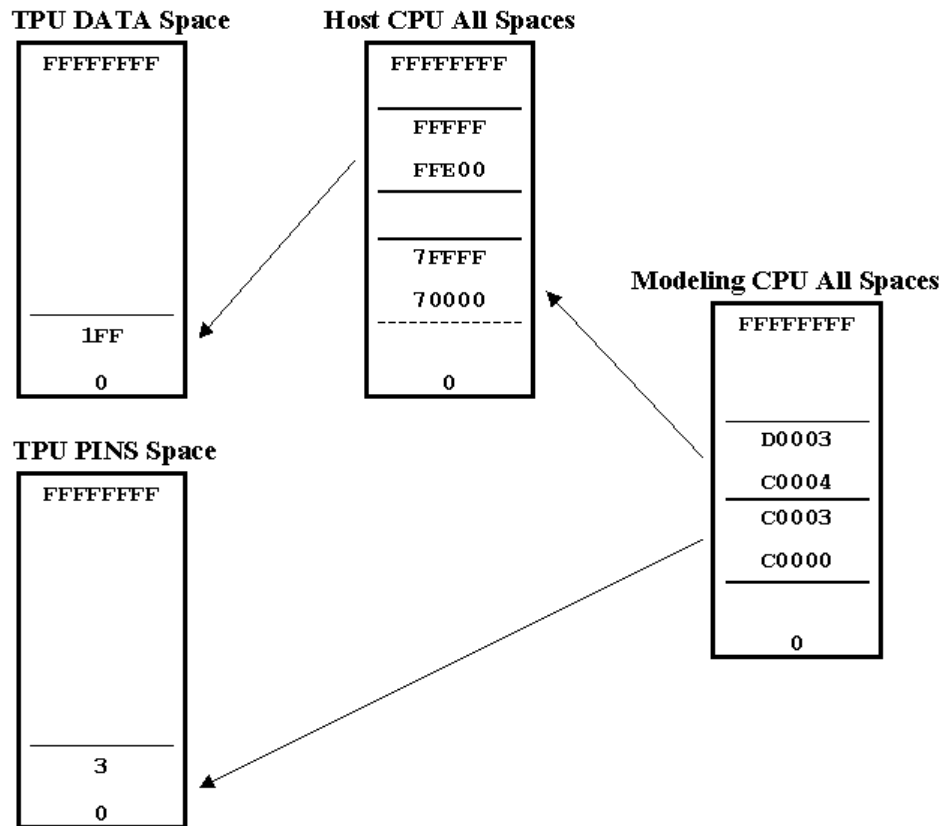 TPU DATA Space
FFFFFFFF
1FF
0
Host CPU All Spaces
FFFFFFFF
FFFFF
FFE00
7FFFF
70000
0
Modeling CPU All Spaces
FFFFFFFF
D0003
C0004
C0003
C0000
0
TPU PINS Space
FFFFFFFF
3
0